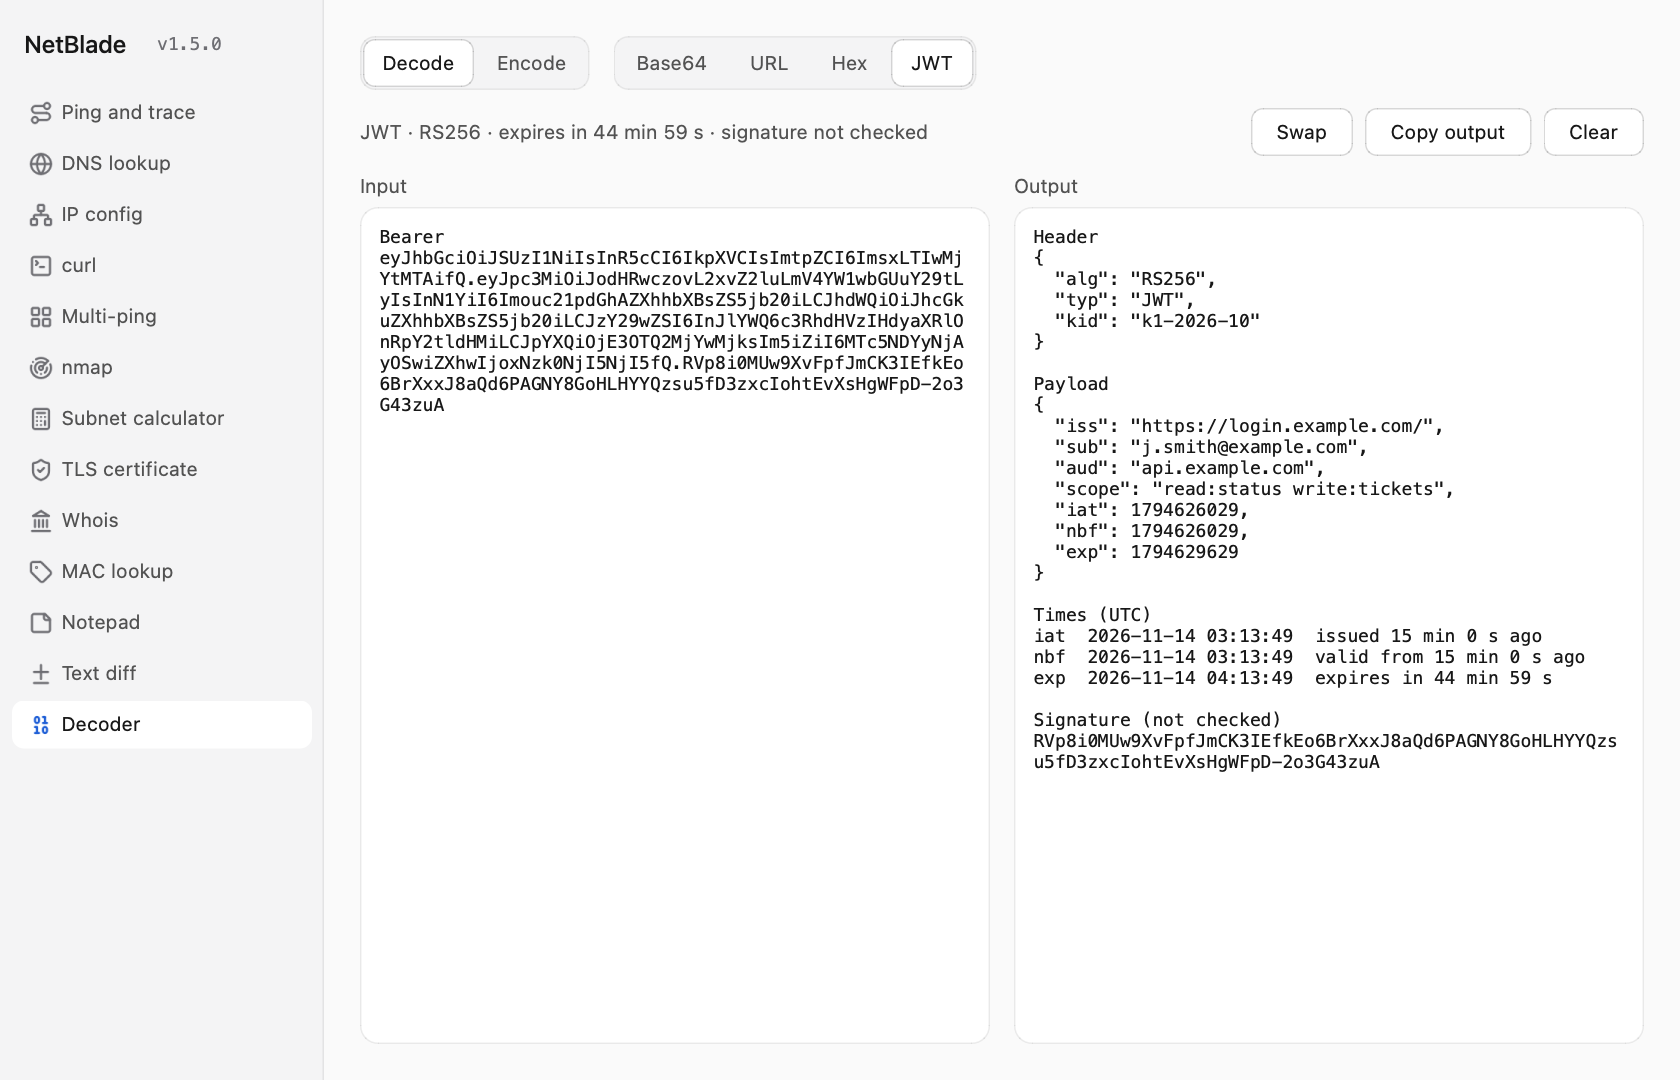 NetBlade v1.5.0
Ping and trace
DNS lookup
IP config
curl
Multi-ping
nmap
Subnet calculator
TLS certificate
Whois
MAC lookup
Notepad
Text diff
Decoder
Decode Encode Base64 URL Hex JWT
JWT · RS256 · expires in 44 min 59 s · signature not checked
Swap Copy output Clear
Input
Bearer
eyJhbGciOiJSUzI1NiIsInR5cCI6IkpXVCIsImtpZCI6ImsxLTIwMj
YtMTAifQ.eyJpc3MiOiJodHRwczovL2xvZ2luLmV4YW1wbGUuY29tL
yIsInN1YiI6Imouc21pdGhAZXhhbXBsZS5jb20iLCJhdWQiOiJhcGk
uZXhhbXBsZS5jb20iLCJzY29wZSI6InJlYWQ6c3RhdHVzIHdyaXRlO
nRpY2tldHMiLCJpYXQiOjE3OTQ2MjYwMjksIm5iZiI6MTc5NDYyNjA
yOSwiZXhwIjoxNzk0NjI5NjI5fQ.RVp8i0MUw9XvFpfJmCK3IEfkEo
6BrXxxJ8aQd6PAGNY8GoHLHYYQzsu5fD3zxcIohtEvXsHgWFpD-2o3
G43zuA
Output
Header
{
"alg": "RS256",
"typ": "JWT",
"kid": "k1-2026-10"
}
Payload
{
"iss": "https://login.example.com/",
"sub": "j.smith@example.com",
"aud": "api.example.com",
"scope": "read:status write:tickets",
"iat": 1794626029,
"nbf": 1794626029,
"exp": 1794629629
}
Times (UTC)
iat 2026-11-14 03:13:49 issued 15 min 0 s ago
nbf 2026-11-14 03:13:49 valid from 15 min 0 s ago
exp 2026-11-14 04:13:49 expires in 44 min 59 s
Signature (not checked)
RVp8i0MUw9XvFpfJmCK3IEfkEo6BrXxxJ8aQd6PAGNY8GoHLHYYQzs
u5fD3zxcIohtEvXsHgWFpD-2o3G43zuA